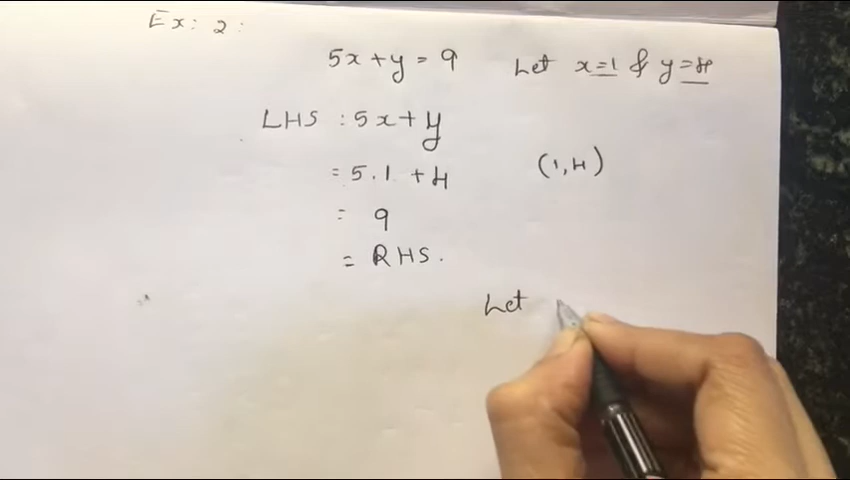 Ex: 2:
5x + y = 9 Let x = 1 & y = 4
LHS : 5x + y
= 5.1 + 4 (1, 4)
= 9
= RHS.
Let